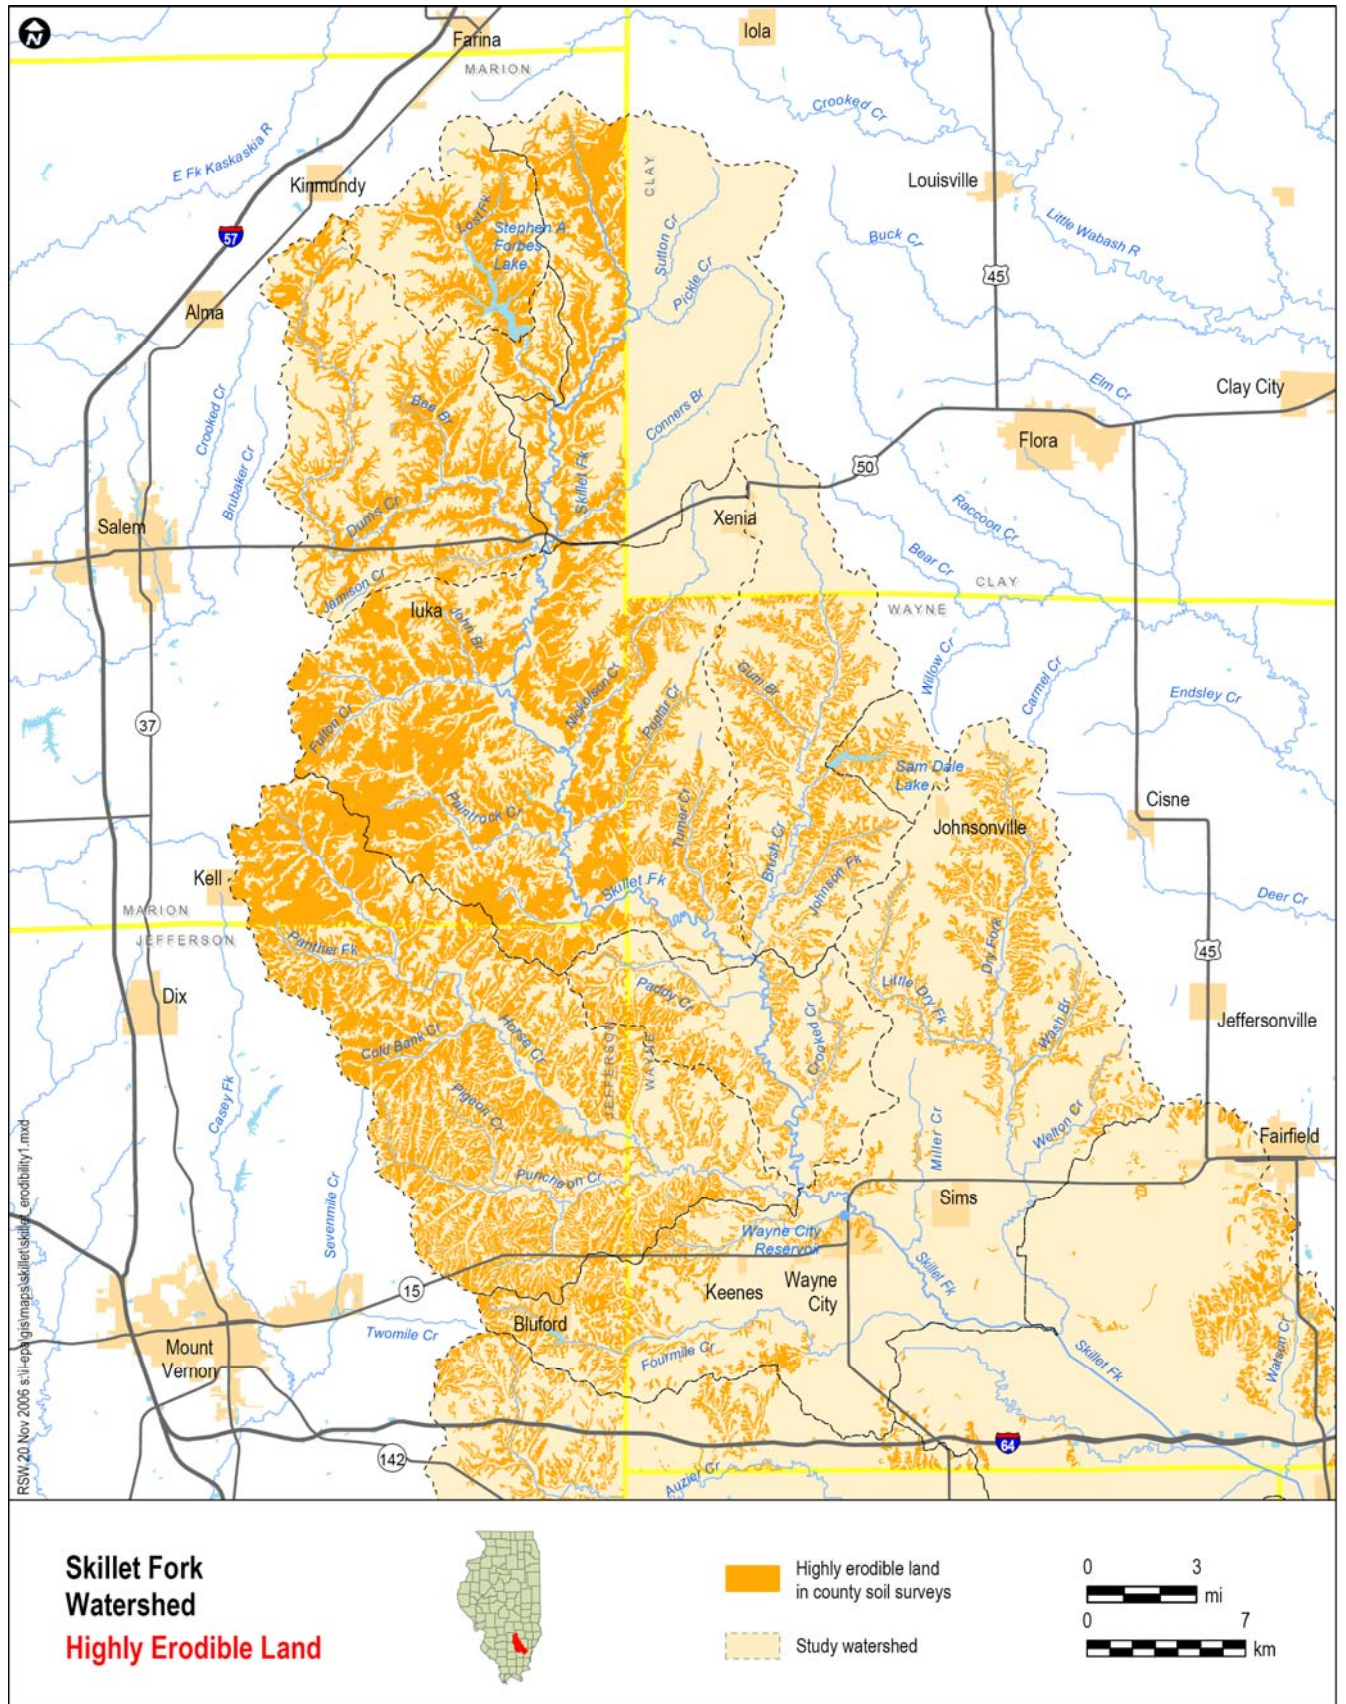 N
Farina
Iola
MARION
Crooked Cr
E Fk Kaskaskia R
CLAY
Kinmundy
Louisville
Lost Fk
Stephen A.
Forbes
Lake
Sutton Cr
Little Wabash R
57
Buck Cr
Pickle Cr
45
Alma
Crooked Cr
Bee Br
Conners Br
Elm Cr
Clay City
Flora
Brubaker Cr
Skillet Fk
50
Salem
Dums Cr
Xenia
Raccoon Cr
Bear Cr
Jamison Cr
CLAY
Iuka
John Br
WAYNE
Willow Cr
Gum Br
Carmel Cr
Endsley Cr
Nickolson Cr
Poplar Cr
37
Fulton Cr
Sam Dale
Lake
Cisne
Paintrock Cr
Turner Cr
Johnsonville
Brush Cr
Johnson Fk
Kell
Skillet Fk
Deer Cr
MARION
JEFFERSON
Panther Fk
Dry Fork
45
Dix
Paddy Cr
Little Dry Fk
Jeffersonville
Cold Bank Cr
Horse Cr
Crooked Cr
Wash Br
JEFFERSON
WAYNE
Casey Fk
Pigeon Cr
Miller Cr
Welton Cr
Fairfield
Puncheon Cr
Sims
Sevenmile Cr
Wayne City
Reservoir
Skillet Fk
15
Keenes
Wayne
City
Bluford
Twomile Cr
Mount
Vernon
Fourmile Cr
Skillet Fk
Watson Cr
64
142
Auzier Cr
RSW 20 Nov 2006 s:\il-epa\gis\maps\skillet\skillet_erodibility1.mxd
Skillet Fork
Watershed
Highly Erodible Land
Highly erodible land
in county soil surveys
Study watershed
0 3
mi
0 7
km